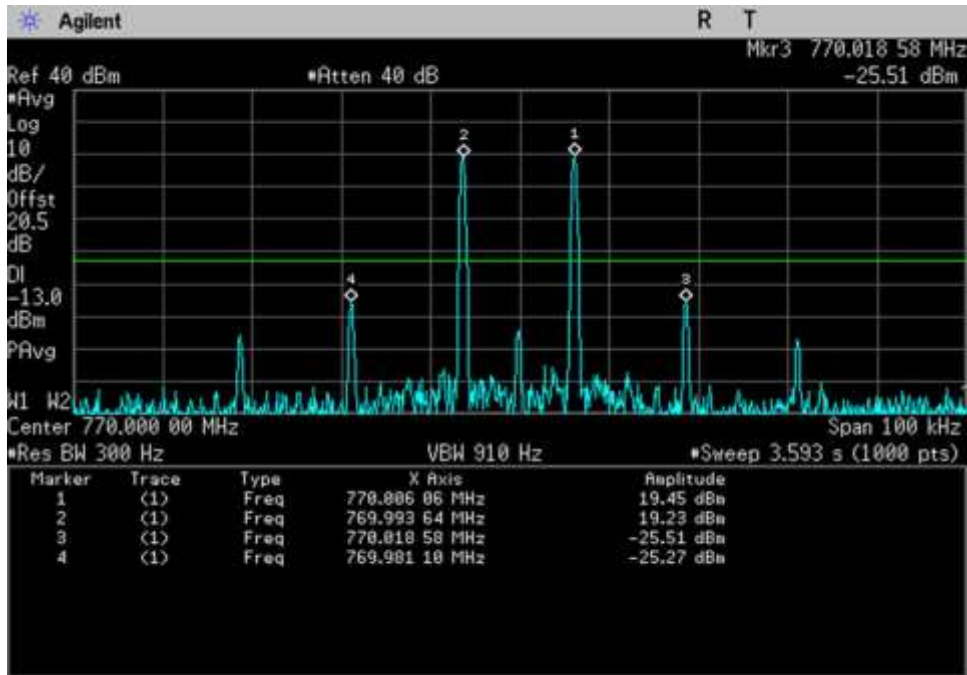 Agilent R T
Mkr3 770.018 58 MHz
Ref 40 dBm #Atten 40 dB -25.51 dBm
#Avg
Log
10
dB/
Offst
20.5
dB
DI
-13.0
dBm
PAvg
W1 W2
2
1
4
3
Center 770.000 00 MHz Span 100 kHz
#Res BW 300 Hz VBW 910 Hz #Sweep 3.593 s (1000 pts)
Marker Trace Type X Axis Amplitude
1 (1) Freq 770.006 06 MHz 19.45 dBm
2 (1) Freq 769.993 64 MHz 19.23 dBm
3 (1) Freq 770.018 58 MHz -25.51 dBm
4 (1) Freq 769.981 10 MHz -25.27 dBm